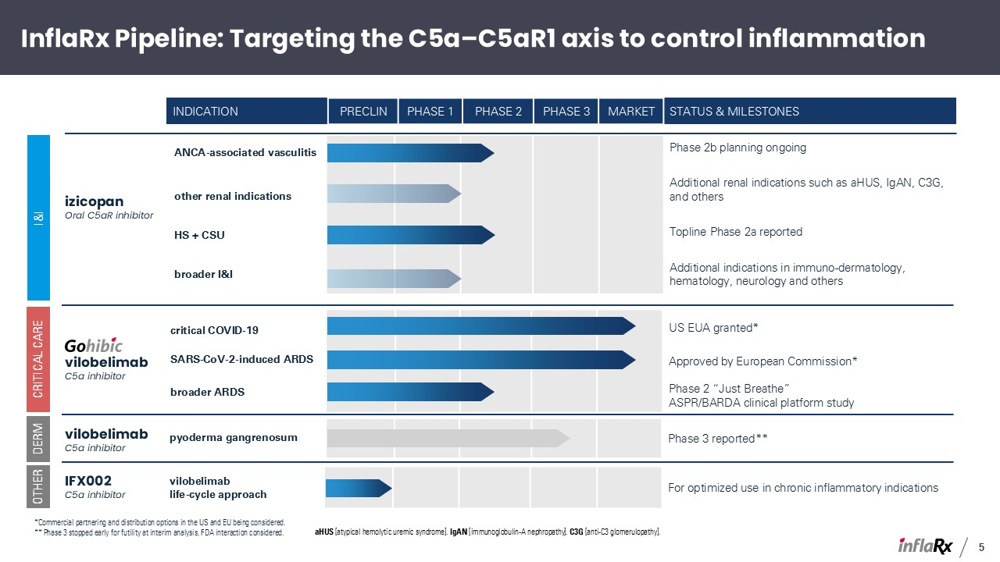 InflaRx Pipeline: Targeting the C5a–C5aR1 axis to control inflammation
INDICATION
PRECLIN
PHASE 1
PHASE 2
PHASE 3
MARKET
STATUS & MILESTONES
I&I
izicopan
Oral C5aR inhibitor
ANCA-associated vasculitis
Phase 2b planning ongoing
other renal indications
Additional renal indications such as aHUS, IgAN, C3G,
and others
HS + CSU
Topline Phase 2a reported
broader I&I
Additional indications in immuno-dermatology,
hematology, neurology and others
CRITICAL CARE
Gohibic
vilobelimab
C5a inhibitor
critical COVID-19
US EUA granted*
SARS-CoV-2-induced ARDS
Approved by European Commission*
broader ARDS
Phase 2 “Just Breathe”
ASPR/BARDA clinical platform study
DERM
vilobelimab
C5a inhibitor
pyoderma gangrenosum
Phase 3 reported**
OTHER
IFX002
C5a inhibitor
vilobelimab
life-cycle approach
For optimized use in chronic inflammatory indications
*Commercial partnering and distribution options in the US and EU being considered.
** Phase 3 stopped early for futility at interim analysis, FDA interaction considered.
aHUS [atypical hemolytic uremic syndrome]. IgAN [immunoglobulin-A nephropathy]. C3G [anti-C3 glomerulopathy].
inflaRx
5